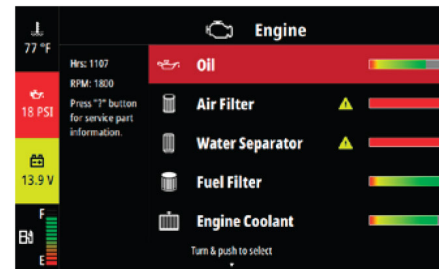 Engine
77 °F
Hrs: 1107
RPM: 1800
Press "?" button
for service part
information.
18 PSI
13.9 V
F
E
Oil
Air Filter
Water Separator
Fuel Filter
Engine Coolant
Turn & push to select